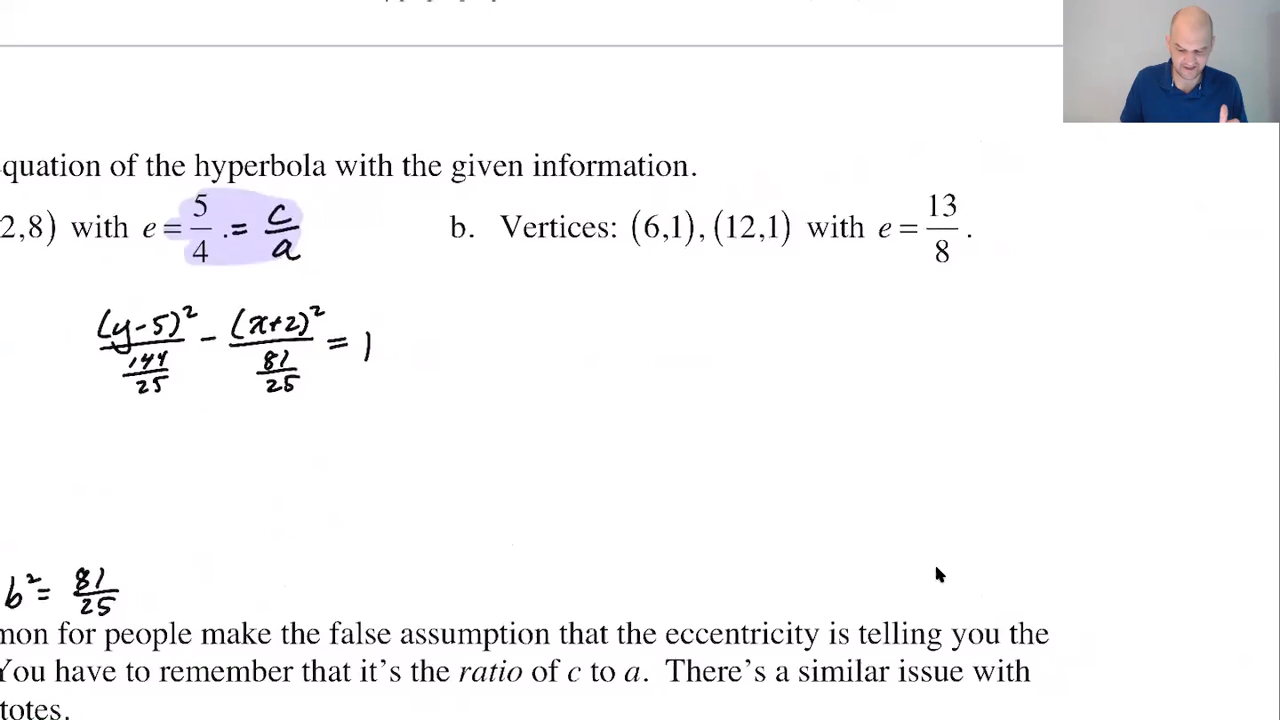 quation of the hyperbola with the given information.
2,8) with e = 5/4 . = c/a
b. Vertices: (6,1), (12,1) with e = 13/8 .
(y-5)²/(144/25) - (x+2)²/(81/25) = 1
b² = 81/25
mon for people make the false assumption that the eccentricity is telling you the
You have to remember that it's the ratio of c to a. There's a similar issue with
totes.